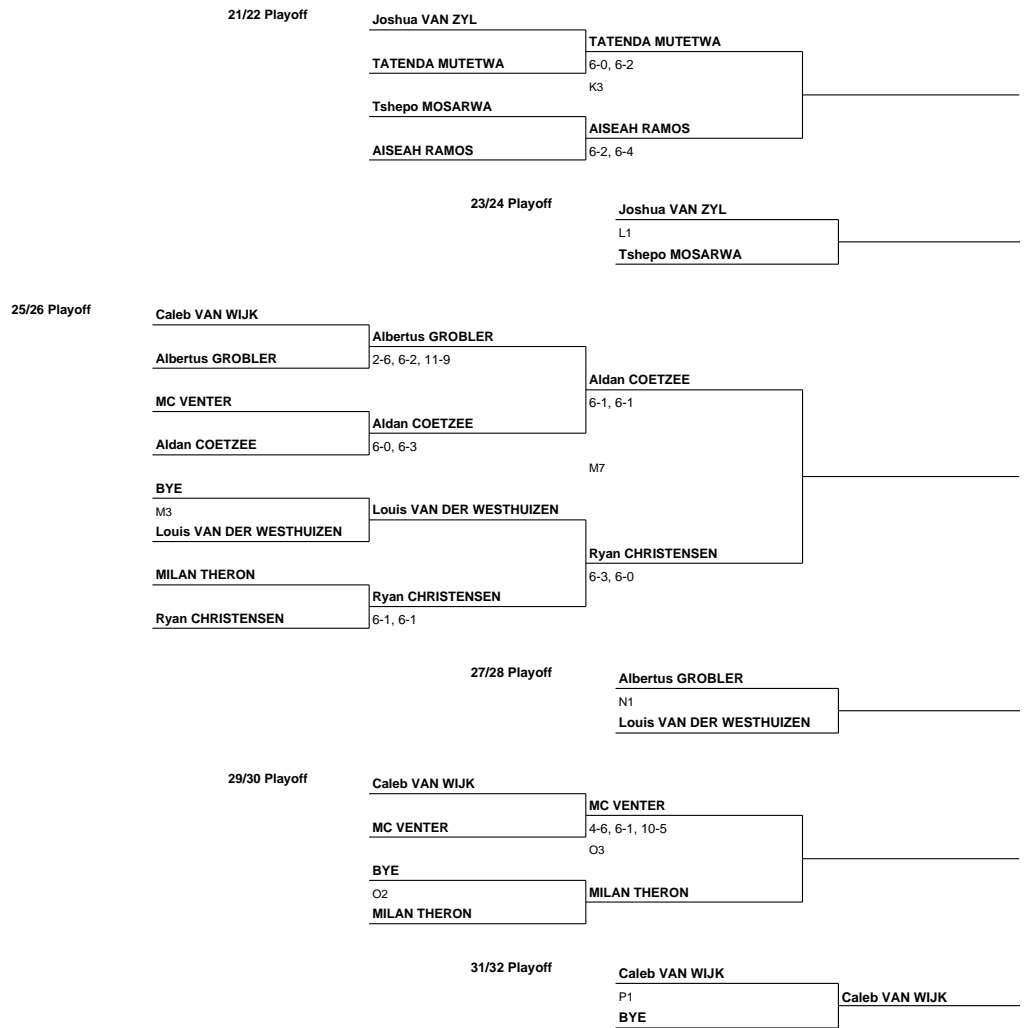 21/22 Playoff
Joshua VAN ZYL
TATENDA MUTETWA
TATENDA MUTETWA
6-0, 6-2
K3
Tshepo MOSARWA
AISEAH RAMOS
AISEAH RAMOS
6-2, 6-4
23/24 Playoff
Joshua VAN ZYL
L1
Tshepo MOSARWA
25/26 Playoff
Caleb VAN WIJK
Albertus GROBLER
Albertus GROBLER
2-6, 6-2, 11-9
Aldan COETZEE
6-1, 6-1
MC VENTER
Aldan COETZEE
Aldan COETZEE
6-0, 6-3
M7
BYE
M3
Louis VAN DER WESTHUIZEN
Louis VAN DER WESTHUIZEN
Ryan CHRISTENSEN
6-3, 6-0
MILAN THERON
Ryan CHRISTENSEN
Ryan CHRISTENSEN
6-1, 6-1
27/28 Playoff
Albertus GROBLER
N1
Louis VAN DER WESTHUIZEN
29/30 Playoff
Caleb VAN WIJK
MC VENTER
MC VENTER
4-6, 6-1, 10-5
O3
BYE
O2
MILAN THERON
MILAN THERON
31/32 Playoff
Caleb VAN WIJK
P1
Caleb VAN WIJK
BYE